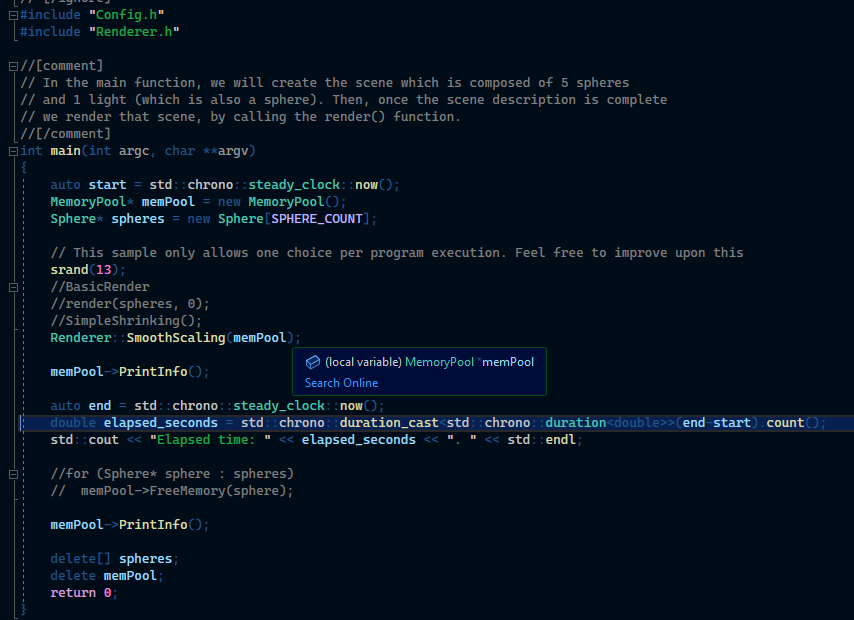 // [/ignore]
#include "Config.h"
#include "Renderer.h"
//[comment]
// In the main function, we will create the scene which is composed of 5 spheres
// and 1 light (which is also a sphere). Then, once the scene description is complete
// we render that scene, by calling the render() function.
//[/comment]
int main(int argc, char **argv)
{
auto start = std::chrono::steady_clock::now();
MemoryPool* memPool = new MemoryPool();
Sphere* spheres = new Sphere[SPHERE_COUNT];
// This sample only allows one choice per program execution. Feel free to improve upon this
srand(13);
//BasicRender
//render(spheres, 0);
//SimpleShrinking();
Renderer::SmoothScaling(memPool);
(local variable) MemoryPool *memPool
Search Online
memPool->PrintInfo();
auto end = std::chrono::steady_clock::now();
double elapsed_seconds = std::chrono::duration_cast<std::chrono::duration<double>>(end-start).count();
std::cout << "Elapsed time: " << elapsed_seconds << ". " << std::endl;
//for (Sphere* sphere : spheres)
// memPool->FreeMemory(sphere);
memPool->PrintInfo();
delete[] spheres;
delete memPool;
return 0;
}